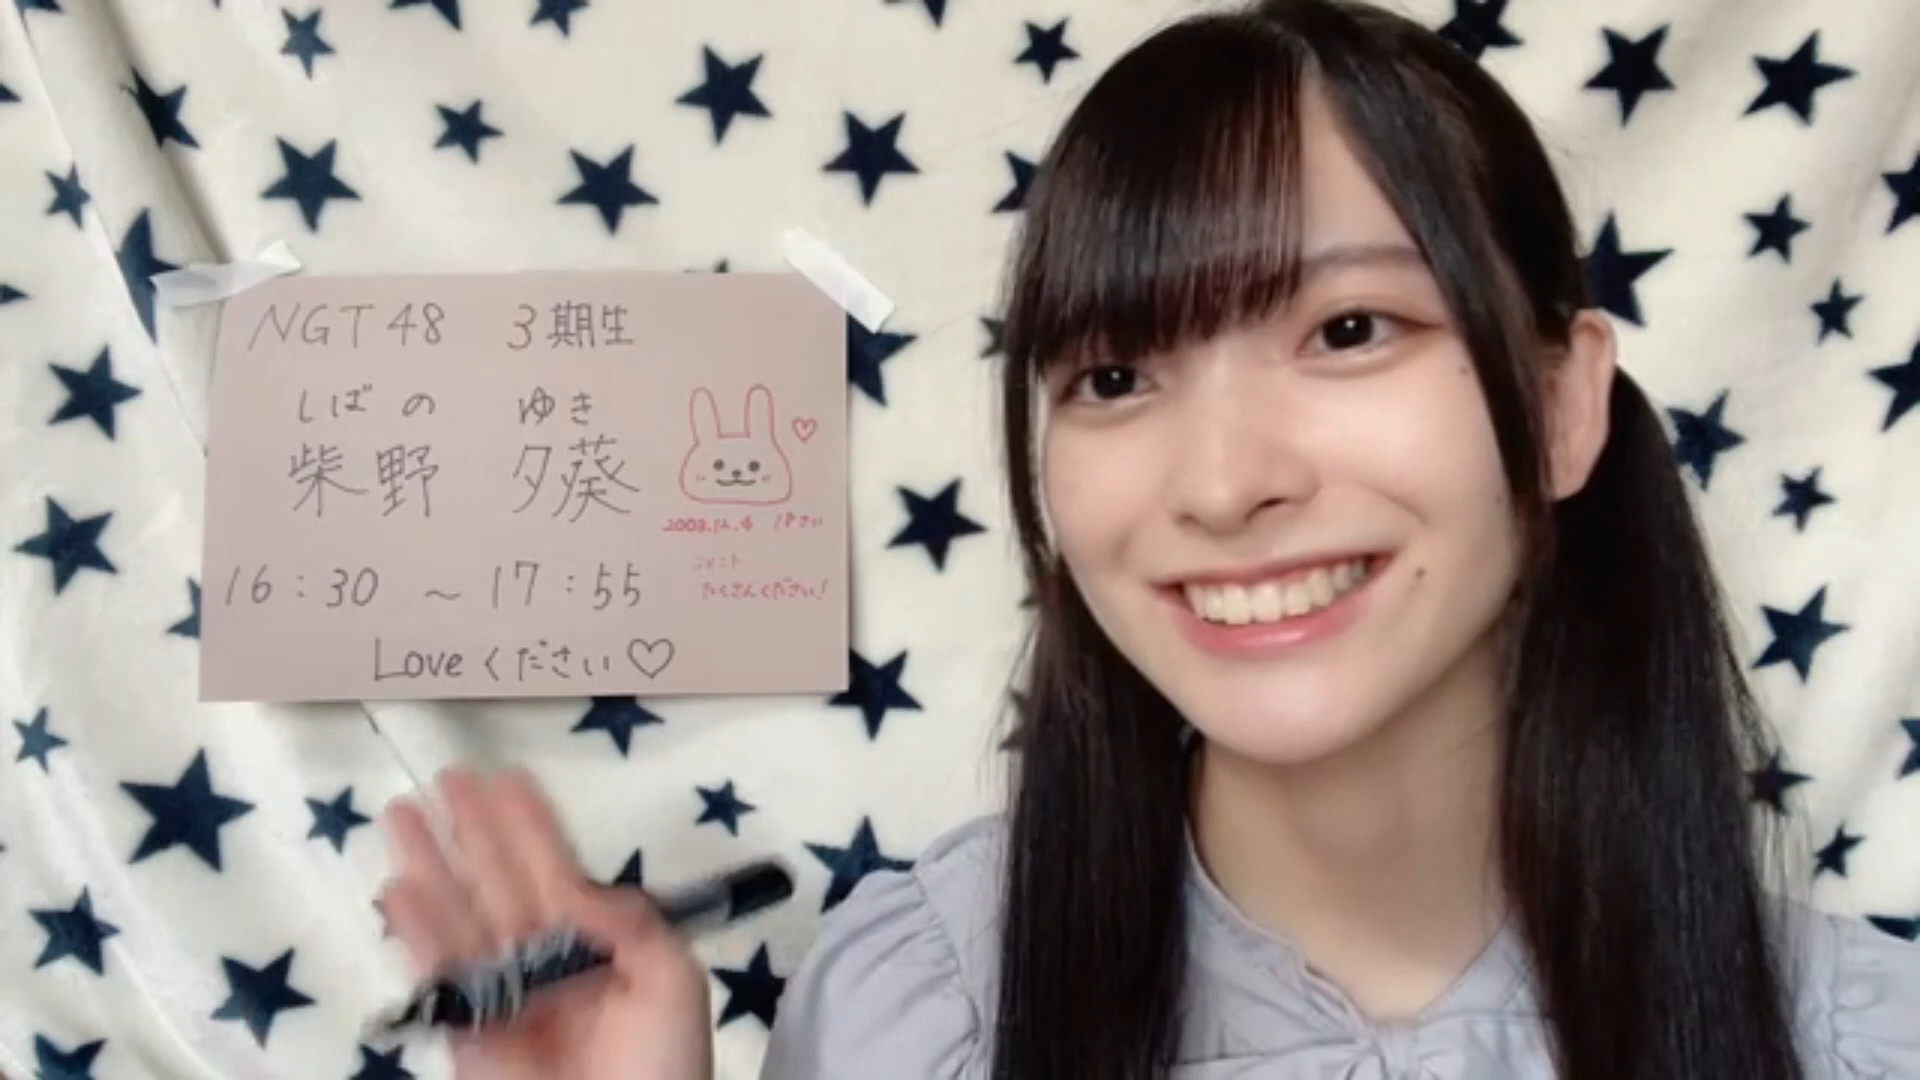 NGT48 3期生
しばの ゆき
柴野 夕葵
2003.12.4 18さい
16:30 ~ 17:55
コメント
たくさんください!
Loveください♡